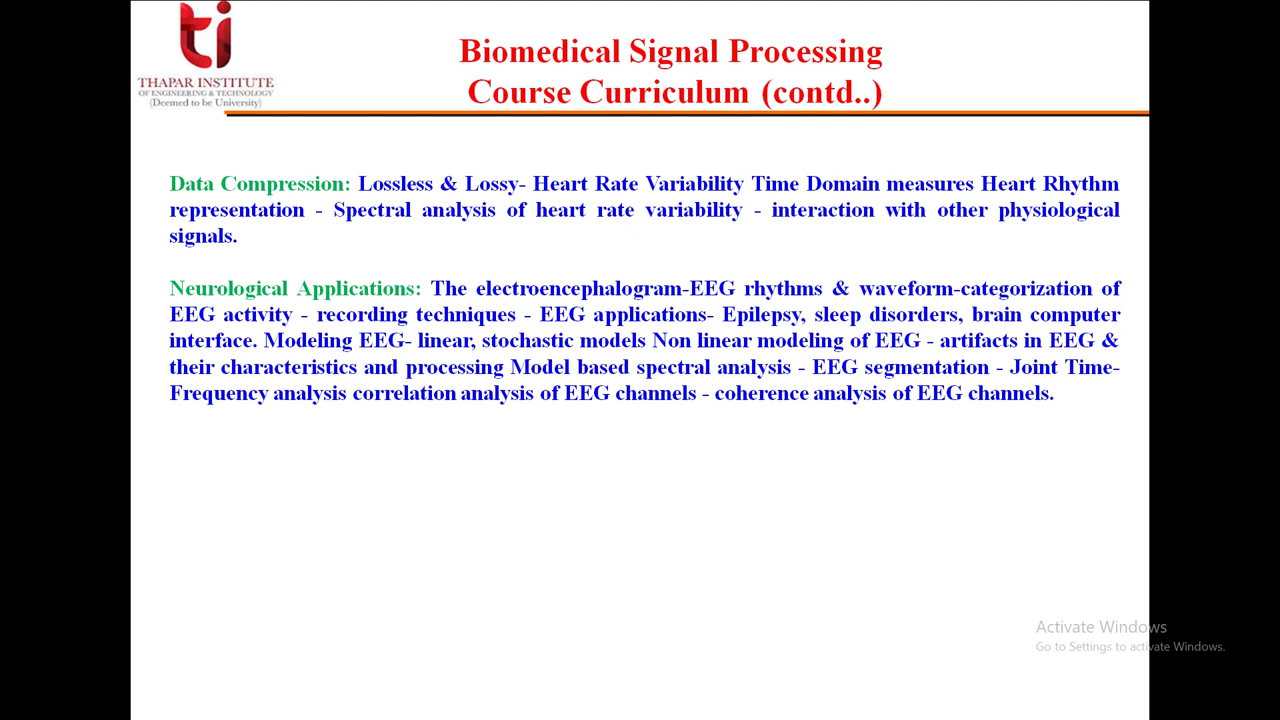 ti
THAPAR INSTITUTE
OF ENGINEERING & TECHNOLOGY
(Deemed to be University)
Biomedical Signal Processing
Course Curriculum (contd..)
Data Compression: Lossless & Lossy- Heart Rate Variability Time Domain measures Heart Rhythm
representation - Spectral analysis of heart rate variability - interaction with other physiological
signals.
Neurological Applications: The electroencephalogram-EEG rhythms & waveform-categorization of
EEG activity - recording techniques - EEG applications- Epilepsy, sleep disorders, brain computer
interface. Modeling EEG- linear, stochastic models Non linear modeling of EEG - artifacts in EEG &
their characteristics and processing Model based spectral analysis - EEG segmentation - Joint Time-
Frequency analysis correlation analysis of EEG channels - coherence analysis of EEG channels.
Activate Windows
Go to Settings to activate Windows.